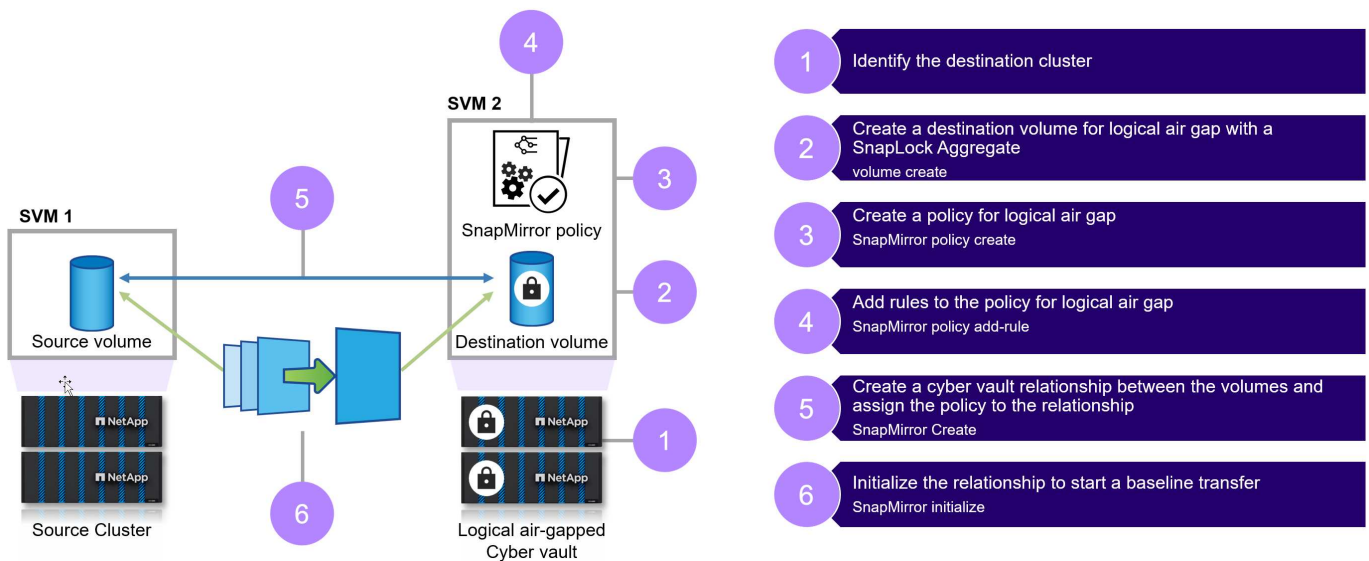 4
SVM 2
3
5
SVM 1
SnapMirror policy
2
Source volume
Destination volume
NetApp
NetApp
NetApp
NetApp
1
6
Source Cluster
Logical air-gapped
Cyber vault
1
Identify the destination cluster
2
Create a destination volume for logical air gap with a
SnapLock Aggregate
volume create
3
Create a policy for logical air gap
SnapMirror policy create
4
Add rules to the policy for logical air gap
SnapMirror policy add-rule
5
Create a cyber vault relationship between the volumes and
assign the policy to the relationship
SnapMirror Create
6
Initialize the relationship to start a baseline transfer
SnapMirror initialize